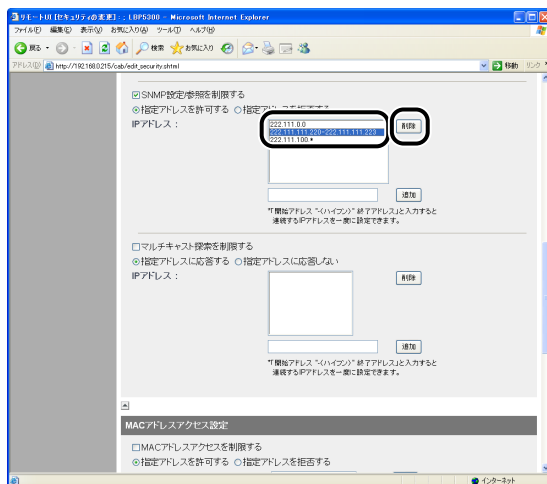 リモートUI [セキュリティの変更] : ; LBP5300 - Microsoft Internet Explorer
ファイル(F) 編集(E) 表示(V) お気に入り(A) ツール(T) ヘルプ(H)
戻る 検索 お気に入り
アドレス(D) http://192.168.0.215/cab/edit_security.shtml 移動 リンク
☑SNMP設定/参照を制限する
◉指定アドレスを許可する ○指定アドレスを拒否する
IPアドレス :
222.111.0.0
222.111.111.220-222.111.111.223
222.111.100.*
削除
追加
*「開始アドレス "-(ハイフン)" 終了アドレス」と入力すると
連続するIPアドレスを一度に設定できます。
□マルチキャスト探索を制限する
◉指定アドレスに応答する ○指定アドレスに応答しない
IPアドレス :
削除
追加
*「開始アドレス "-(ハイフン)" 終了アドレス」と入力すると
連続するIPアドレスを一度に設定できます。
MACアドレスアクセス設定
□MACアドレスアクセスを制限する
◉指定アドレスを許可する ○指定アドレスを拒否する
インターネット